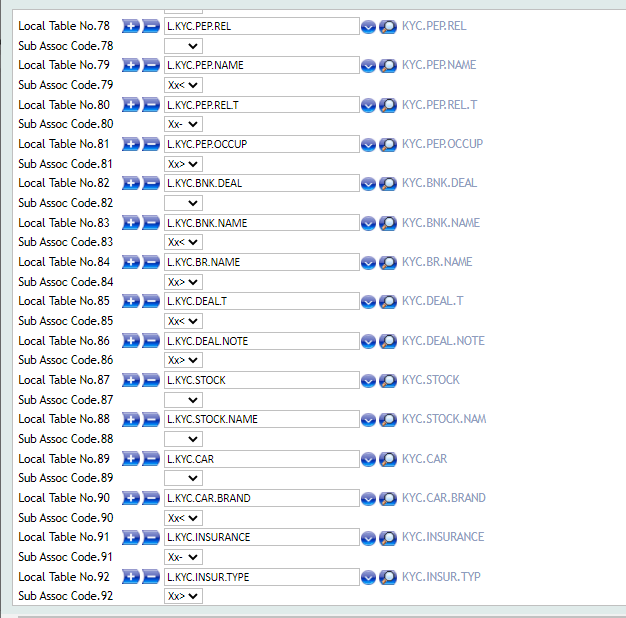 Local Table No.78 L.KYC.PEP.REL KYC.PEP.REL
Sub Assoc Code.78
Local Table No.79 L.KYC.PEP.NAME KYC.PEP.NAME
Sub Assoc Code.79 Xx<
Local Table No.80 L.KYC.PEP.REL.T KYC.PEP.REL.T
Sub Assoc Code.80 Xx-
Local Table No.81 L.KYC.PEP.OCCUP KYC.PEP.OCCUP
Sub Assoc Code.81 Xx>
Local Table No.82 L.KYC.BNK.DEAL KYC.BNK.DEAL
Sub Assoc Code.82
Local Table No.83 L.KYC.BNK.NAME KYC.BNK.NAME
Sub Assoc Code.83 Xx<
Local Table No.84 L.KYC.BR.NAME KYC.BR.NAME
Sub Assoc Code.84 Xx>
Local Table No.85 L.KYC.DEAL.T KYC.DEAL.T
Sub Assoc Code.85 Xx<
Local Table No.86 L.KYC.DEAL.NOTE KYC.DEAL.NOTE
Sub Assoc Code.86 Xx>
Local Table No.87 L.KYC.STOCK KYC.STOCK
Sub Assoc Code.87
Local Table No.88 L.KYC.STOCK.NAME KYC.STOCK.NAM
Sub Assoc Code.88
Local Table No.89 L.KYC.CAR KYC.CAR
Sub Assoc Code.89
Local Table No.90 L.KYC.CAR.BRAND KYC.CAR.BRAND
Sub Assoc Code.90 Xx<
Local Table No.91 L.KYC.INSURANCE KYC.INSURANCE
Sub Assoc Code.91 Xx-
Local Table No.92 L.KYC.INSUR.TYPE KYC.INSUR.TYP
Sub Assoc Code.92 Xx>